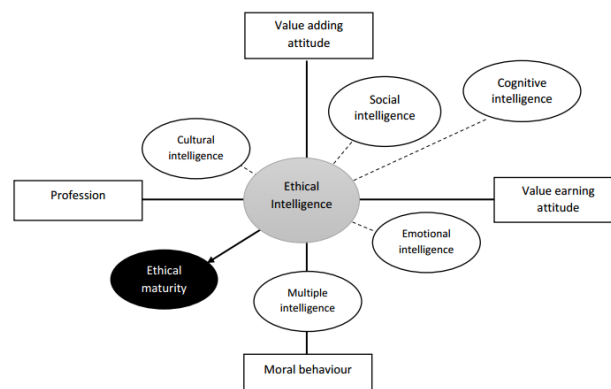 Value adding
attitude
Social
intelligence
Cognitive
intelligence
Cultural
intelligence
Ethical
Intelligence
Profession
Value earning
attitude
Emotional
intelligence
Ethical
maturity
Multiple
intelligence
Moral behaviour